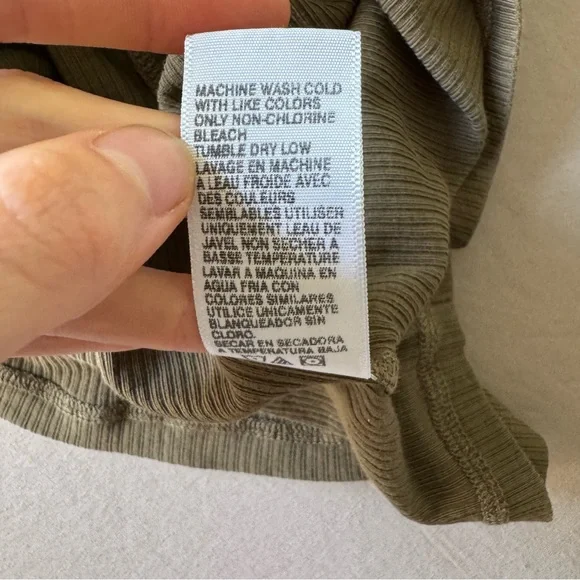 MACHINE WASH COLD
WITH LIKE COLORS
ONLY NON-CHLORINE
BLEACH
TUMBLE DRY LOW
LAVAGE EN MACHINE
A LEAU FROIDE AVEC
DES COULEURS
SEMBLABLES UTILISER
UNIQUEMENT LEAU DE
JAVEL NON SECHER A
BASSE TEMPERATURE
LAVAR A MAQUINA EN
AGUA FRIA CON
COLORES SIMILARES
UTILICE UNICAMENTE
BLANQUEADOR SIN
CLORO.
SECAR EN SECADORA
A TEMPERATURA BAJA